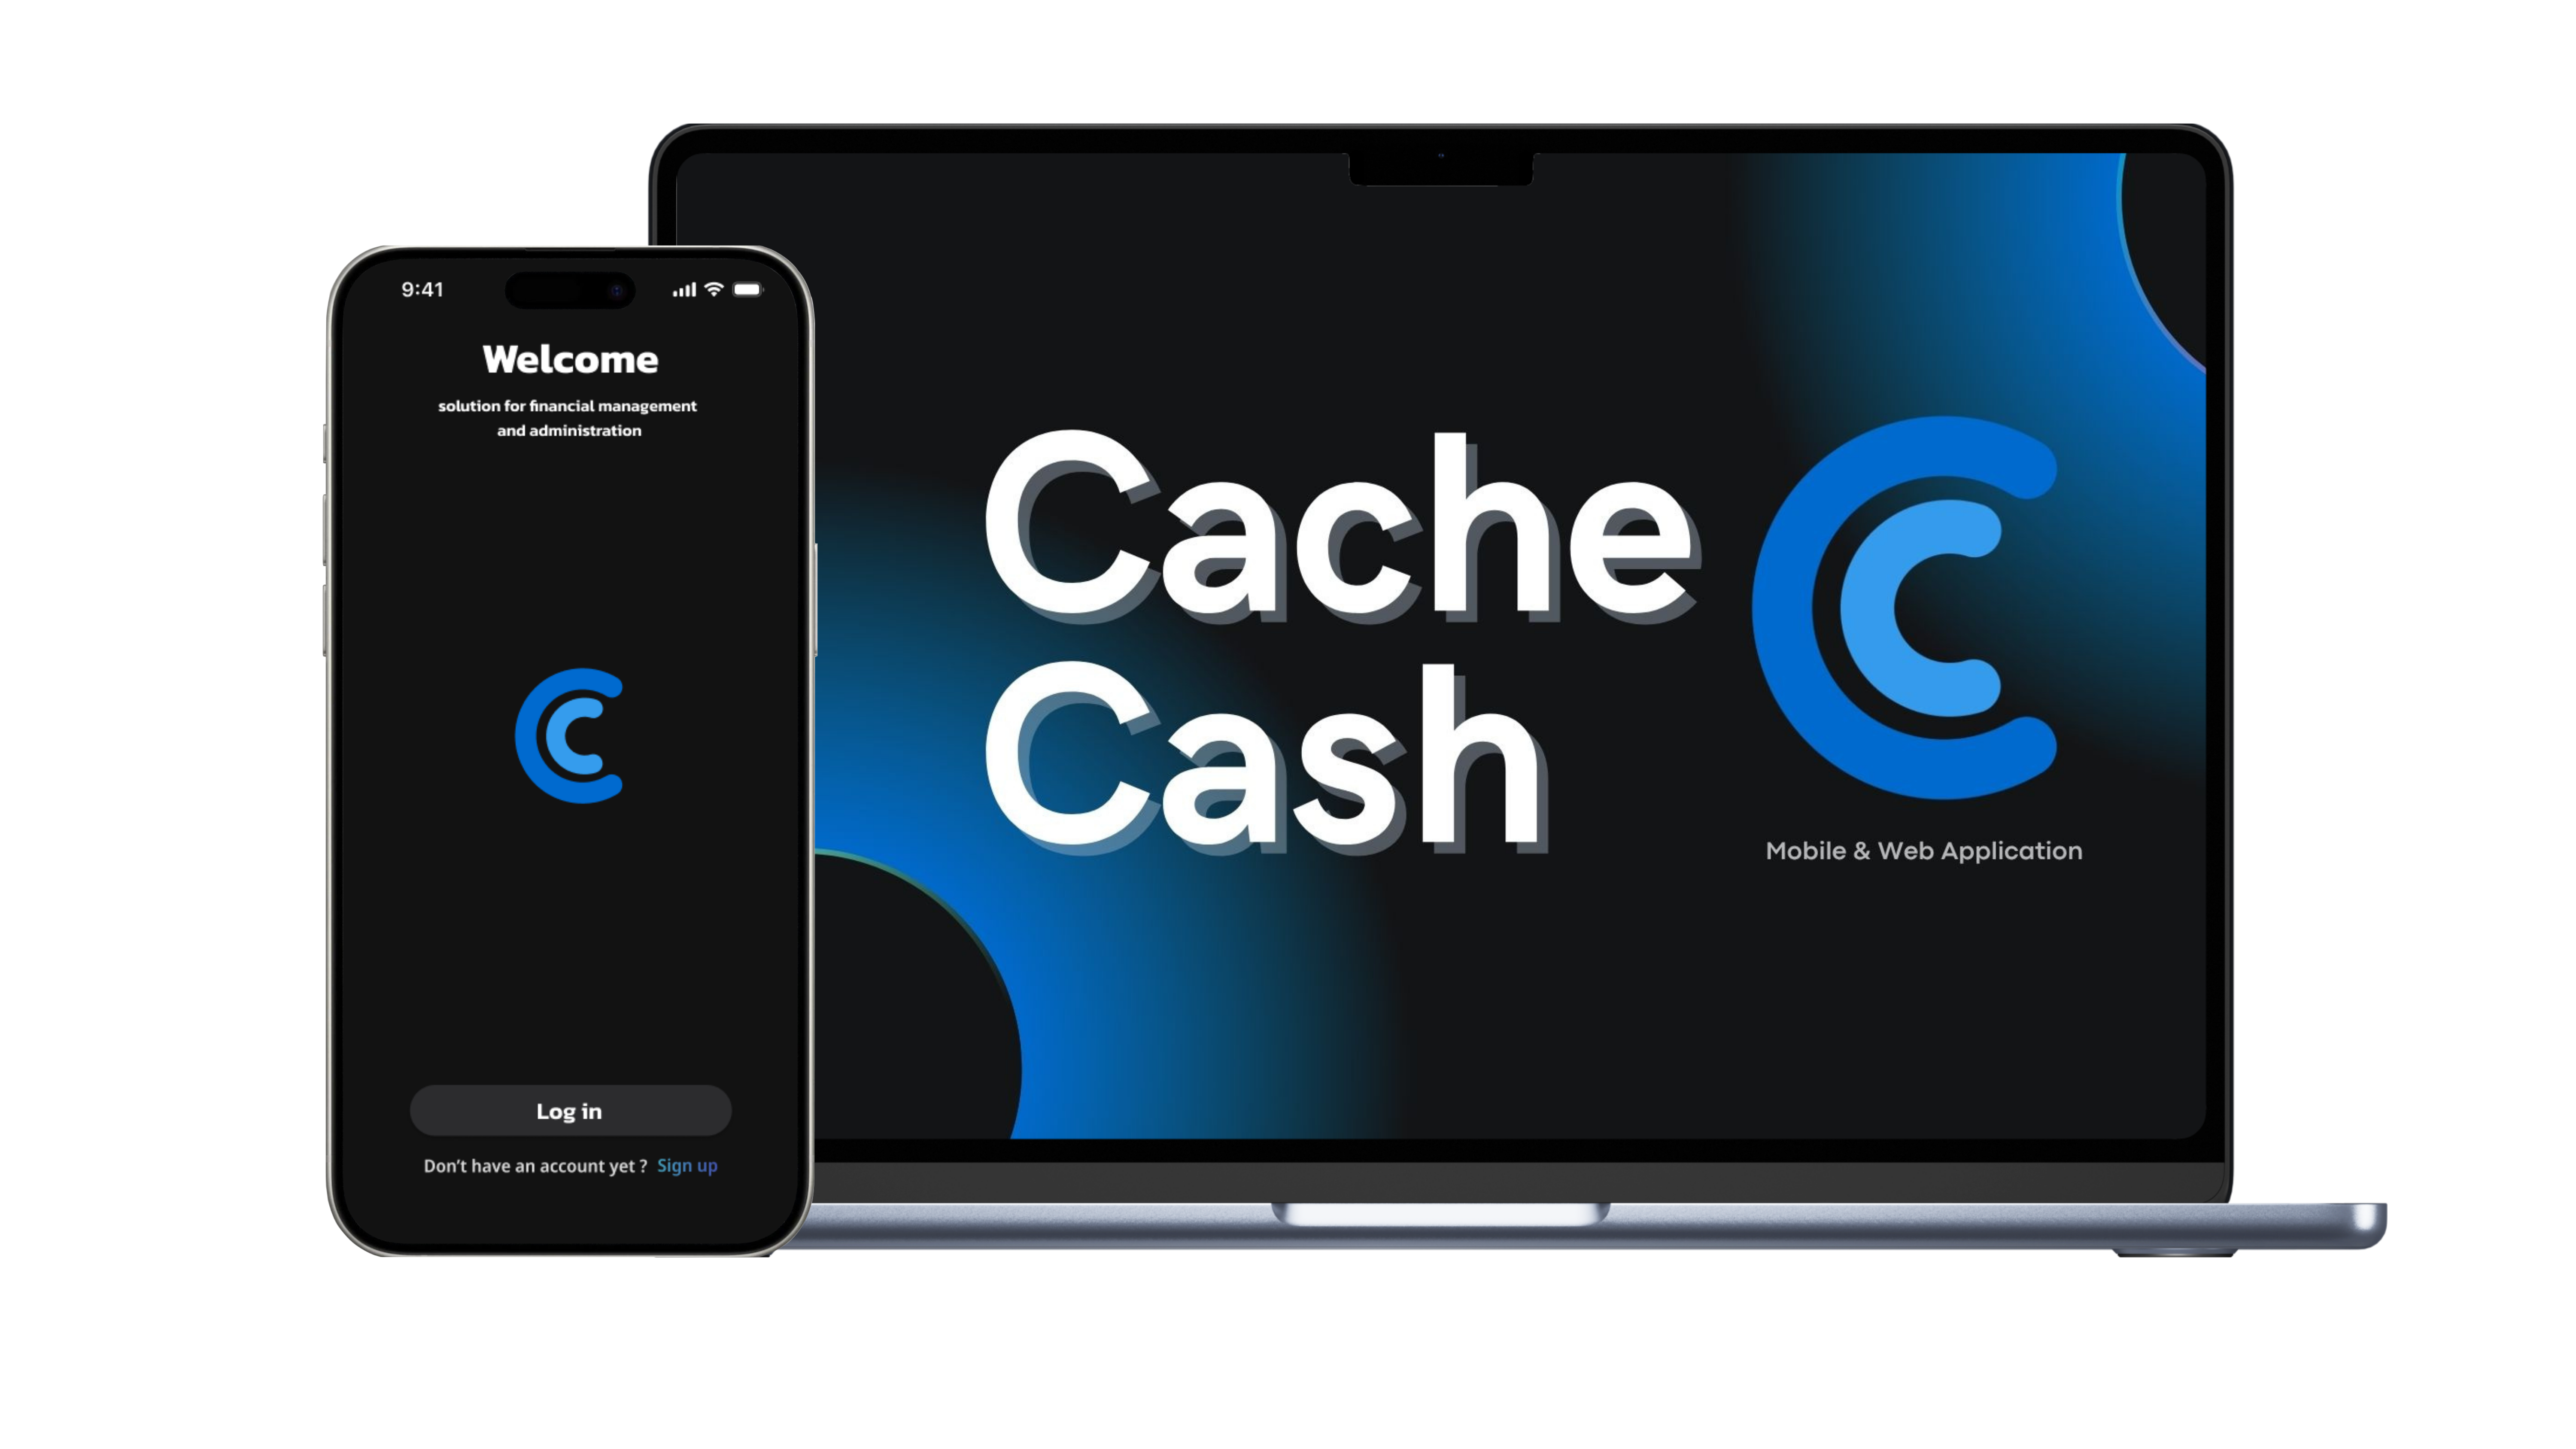 9:41
Welcome
solution for financial management
and administration
Log in
Don't have an account yet ? Sign up
Cache
Cash
Mobile & Web Application